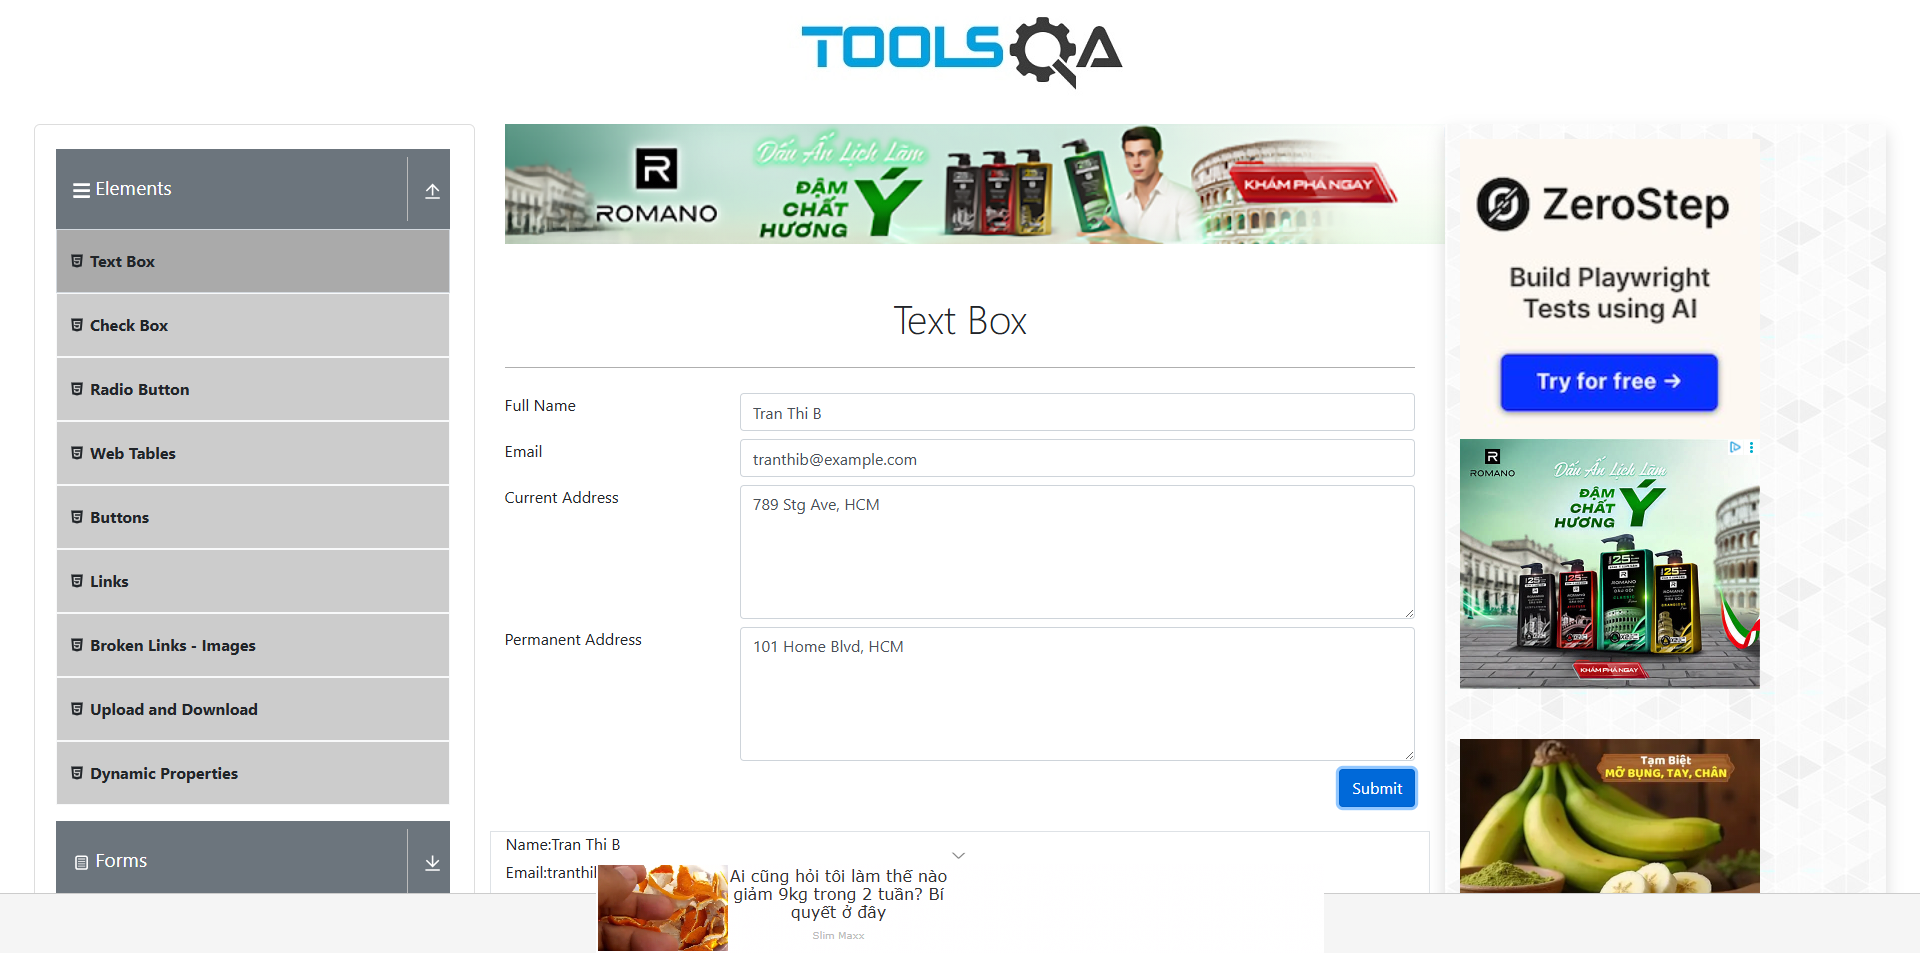 TOOLSQA
Elements
Text Box
Check Box
Radio Button
Web Tables
Buttons
Links
Broken Links - Images
Upload and Download
Dynamic Properties
Forms
R
ROMANO
Dấu Ấn Lịch Lãm
ĐẬM
CHẤT
HƯƠNG
Ý
KHÁM PHÁ NGAY
Text Box
Full Name
Tran Thi B
Email
tranthib@example.com
Current Address
789 Stg Ave, HCM
Permanent Address
101 Home Blvd, HCM
Submit
Name:Tran Thi B
Email:tranthi
Ai cũng hỏi tôi làm thế nào
giảm 9kg trong 2 tuần? Bí
quyết ở đây
Slim Maxx
ZeroStep
Build Playwright
Tests using AI
Try for free →
R
ROMANO
Dấu Ấn Lịch Lãm
ĐẬM
CHẤT
HƯƠNG
Ý
KHÁM PHÁ NGAY
Tạm Biệt
MỠ BỤNG, TAY, CHÂN